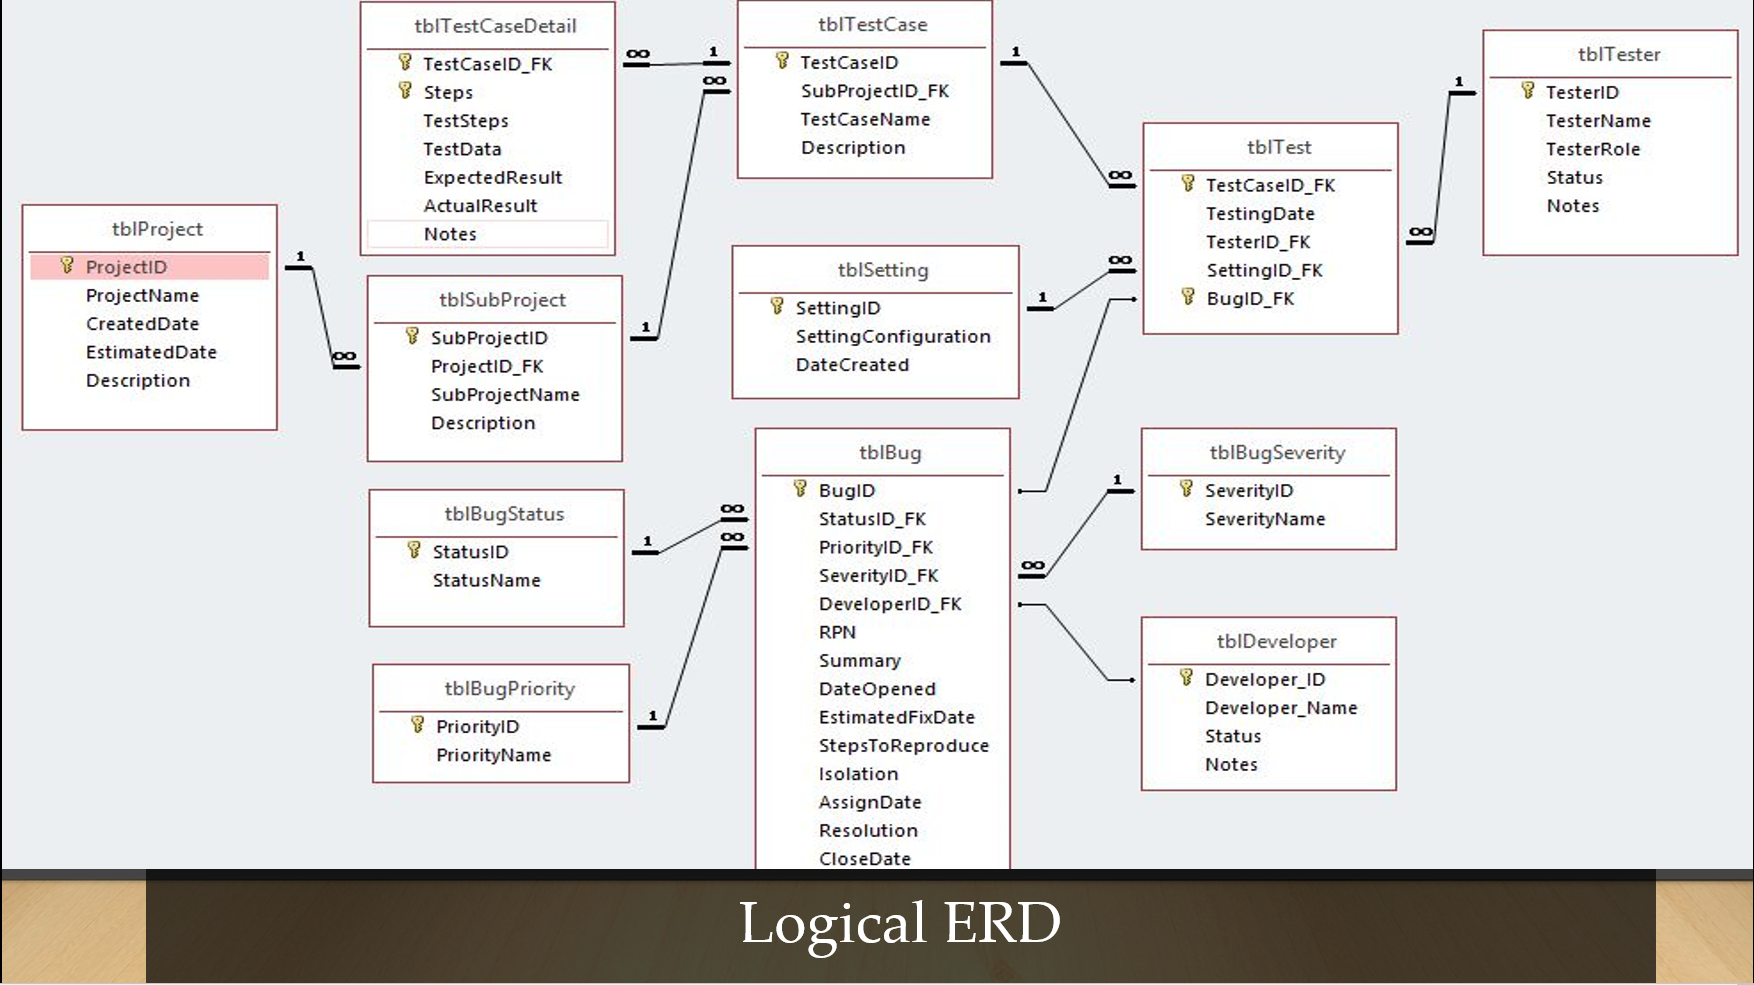 tblTestCaseDetail
TestCaseID_FK
Steps
TestSteps
TestData
ExpectedResult
ActualResult
Notes
∞ 1
tblTestCase
TestCaseID
SubProjectID_FK
TestCaseName
Description
∞
1
∞
tblTester
TesterID
TesterName
TesterRole
Status
Notes
1
∞
tblTest
TestCaseID_FK
TestingDate
TesterID_FK
SettingID_FK
BugID_FK
tblProject
ProjectID
ProjectName
CreatedDate
EstimatedDate
Description
1
∞
tblSubProject
SubProjectID
ProjectID_FK
SubProjectName
Description
1
tblSetting
SettingID
SettingConfiguration
DateCreated
1
∞
tblBugStatus
StatusID
StatusName
1
∞
tblBugPriority
PriorityID
PriorityName
1
∞
tblBug
BugID
StatusID_FK
PriorityID_FK
SeverityID_FK
DeveloperID_FK
RPN
Summary
DateOpened
EstimatedFixDate
StepsToReproduce
Isolation
AssignDate
Resolution
CloseDate
∞
1
tblBugSeverity
SeverityID
SeverityName
tblDeveloper
Developer_ID
Developer_Name
Status
Notes
Logical ERD